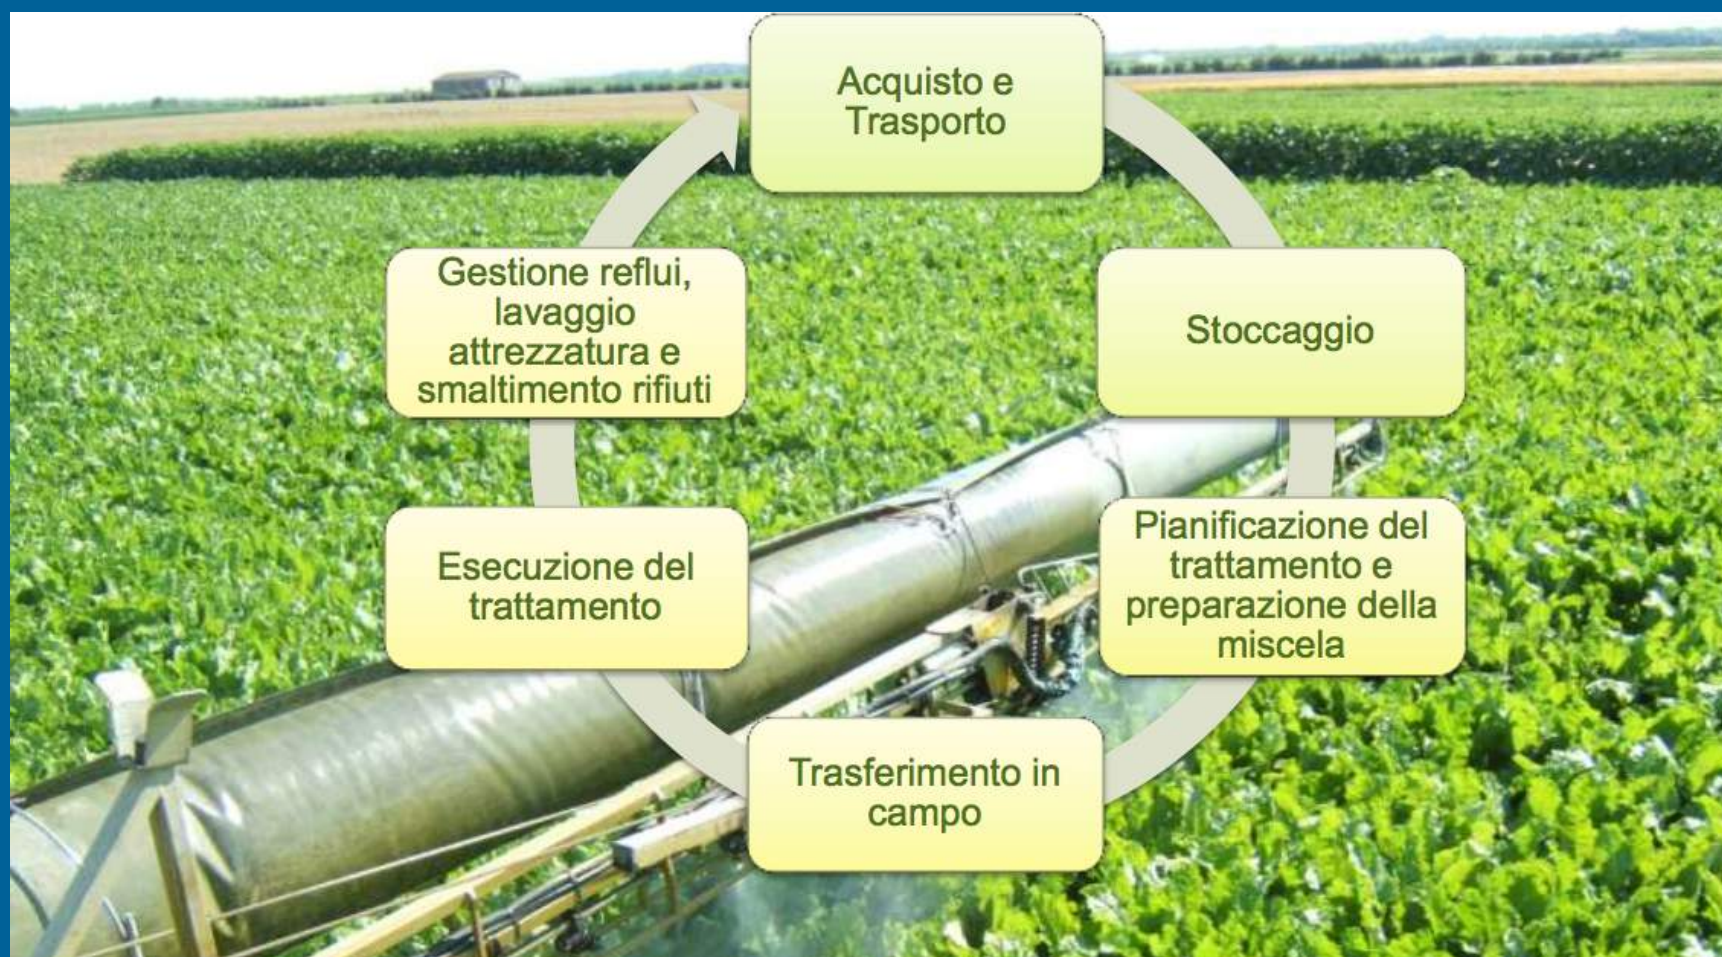 Acquisto e
Trasporto
Stoccaggio
Pianificazione del
trattamento e
preparazione della
miscela
Trasferimento in
campo
Esecuzione del
trattamento
Gestione reflui,
lavaggio
attrezzatura e
smaltimento rifiuti